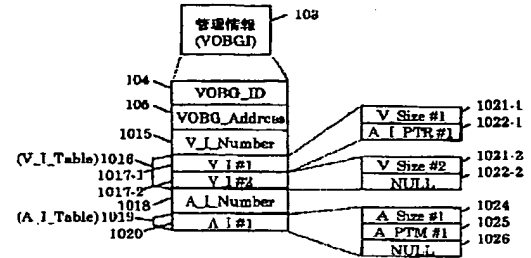 管理情報
(VOBGI)
103
104
VOBG_ID
106
VOBG_Address
1015
V_I_Number
(V_I_Table)1016
V_I#1
1017-1
V_I#2
1017-2
1018
A_I_Number
(A_I_Table)1019
A_I#1
1020
1021-1
V_Size #1
1022-1
A_I_PTR#1
1021-2
V_Size #2
1022-2
NULL
1024
A_Size #1
1025
A_PTM #1
1026
NULL